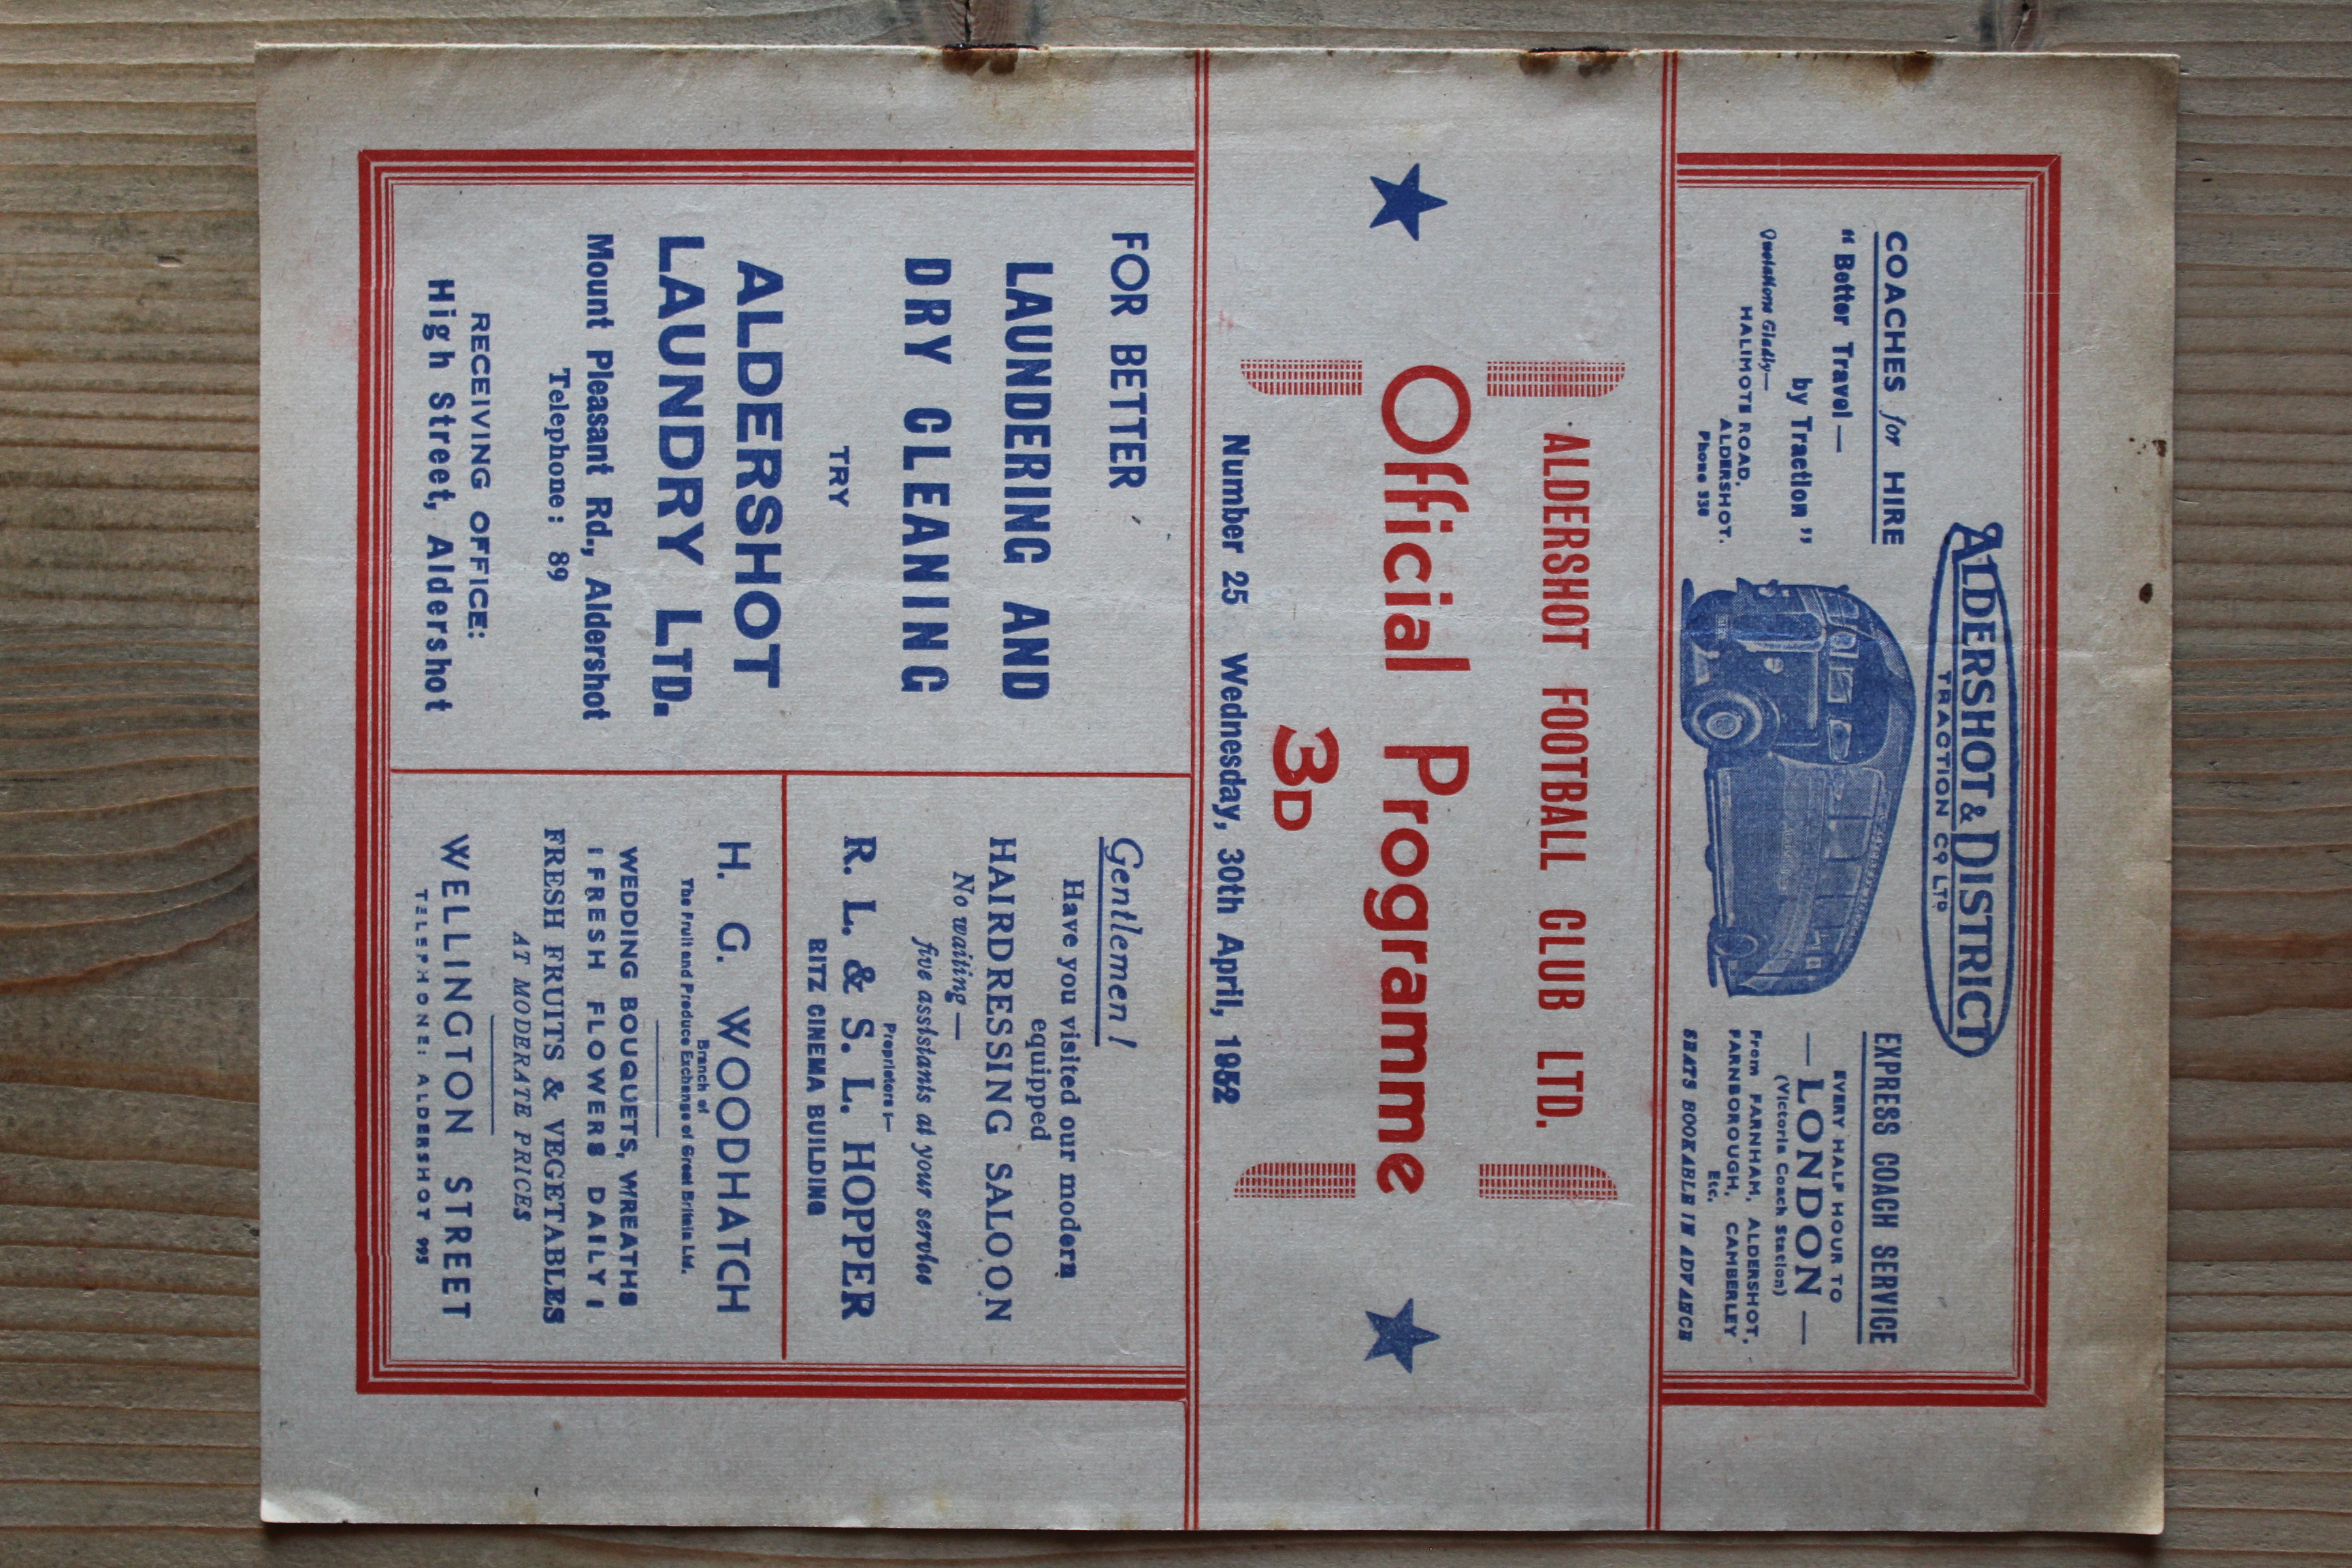 ALDERSHOT & DISTRICT
TRACTION CO LTD
COACHES for HIRE
"Better Travel—
by Traction"
Quotations Gladly—
HALIMOTE ROAD,
ALDERSHOT.
Phone 330
EXPRESS COACH SERVICE
EVERY HALF HOUR TO
— LONDON —
(Victoria Coach Station)
From FARNHAM, ALDERSHOT,
FARNBOROUGH, CAMBERLEY
Etc.
SEATS BOOKABLE IN ADVANCE
ALDERSHOT FOOTBALL CLUB LTD.
Official Programme
3D
Number 25 Wednesday, 30th April, 1952
FOR BETTER
LAUNDERING AND
DRY CLEANING
TRY
ALDERSHOT
LAUNDRY LTD.
Mount Pleasant Rd., Aldershot
Telephone: 89
RECEIVING OFFICE:
High Street, Aldershot
Gentlemen!
Have you visited our modern
equipped
HAIRDRESSING SALOON
No waiting—
five assistants at your service
Proprietors:—
R. L. & S. L. HOPPER
RITZ CINEMA BUILDING
H. G. WOODHATCH
Branch of
The Fruit and Produce Exchange of Great Britain Ltd.
WEDDING BOUQUETS, WREATHS
! FRESH FLOWERS DAILY !
FRESH FRUITS & VEGETABLES
AT MODERATE PRICES
WELLINGTON STREET
TELEPHONE: ALDERSHOT 993